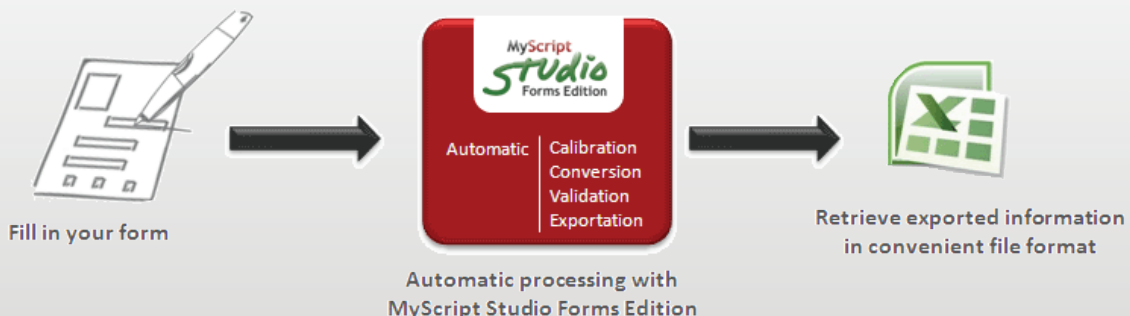 MyScript
STUDIO
Forms Edition
Automatic
Calibration
Conversion
Validation
Exportation
Fill in your form
Automatic processing with
MyScript Studio Forms Edition
Retrieve exported information
in convenient file format